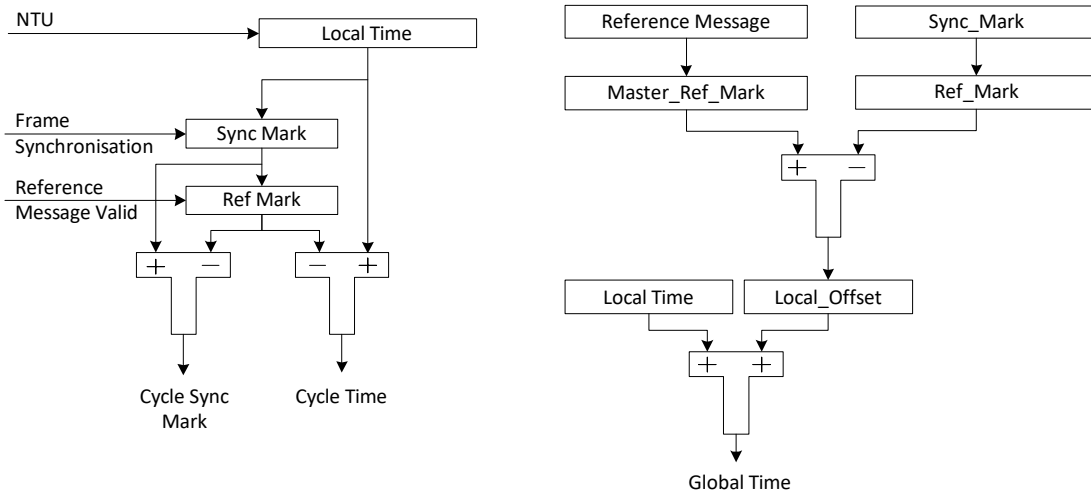 NTU
Local Time
Frame
Synchronisation
Sync Mark
Reference
Message Valid
Ref Mark
+
−
−
+
Cycle Sync
Mark
Cycle Time
Reference Message
Sync_Mark
Master_Ref_Mark
Ref_Mark
+
−
Local Time
Local_Offset
+
+
Global Time